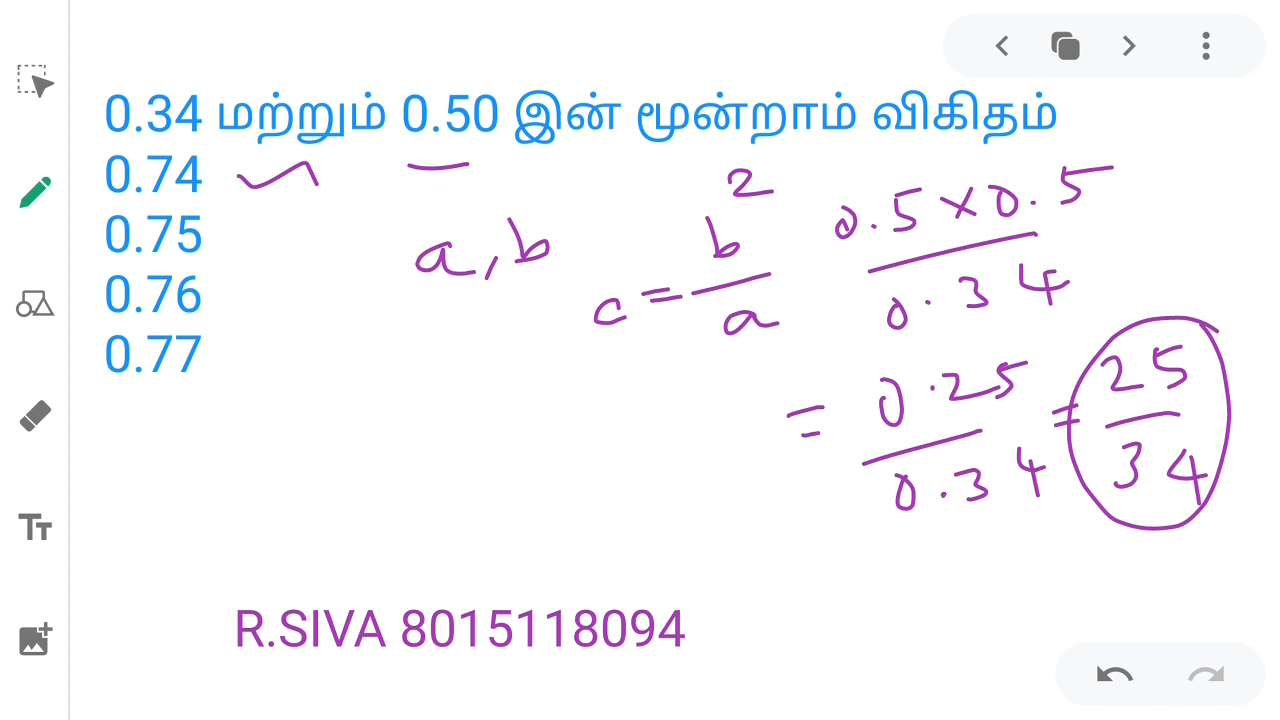 0.34 மற்றும் 0.50 இன் மூன்றாம் விகிதம்
0.74
0.75
0.76
0.77
a, b
c = b² / a
0.5 × 0.5 / 0.34
= 0.25 / 0.34 = 25 / 34
R.SIVA 8015118094